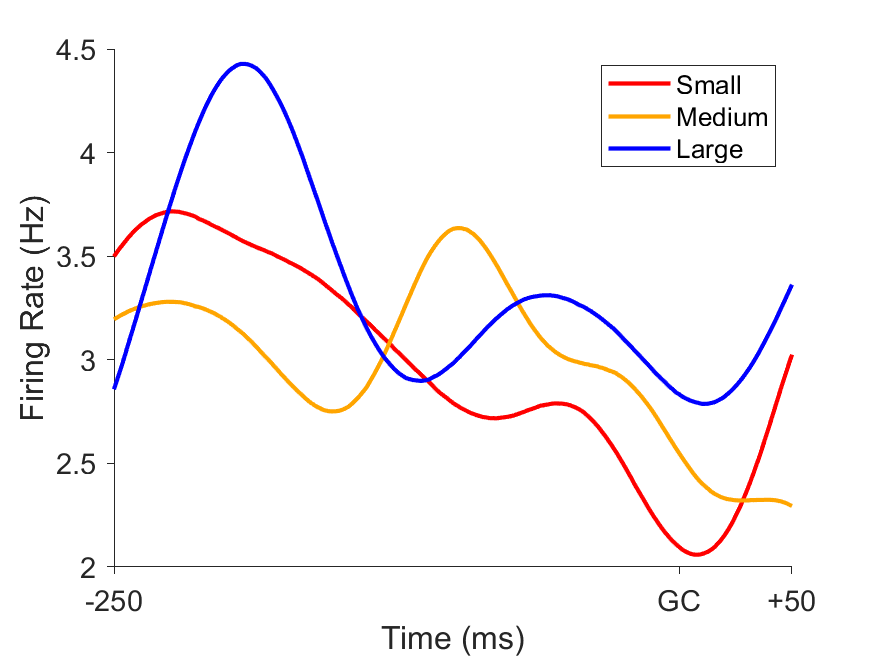 4.5
4
3.5
3
2.5
2
Firing Rate (Hz)
Small
Medium
Large
-250
GC
+50
Time (ms)